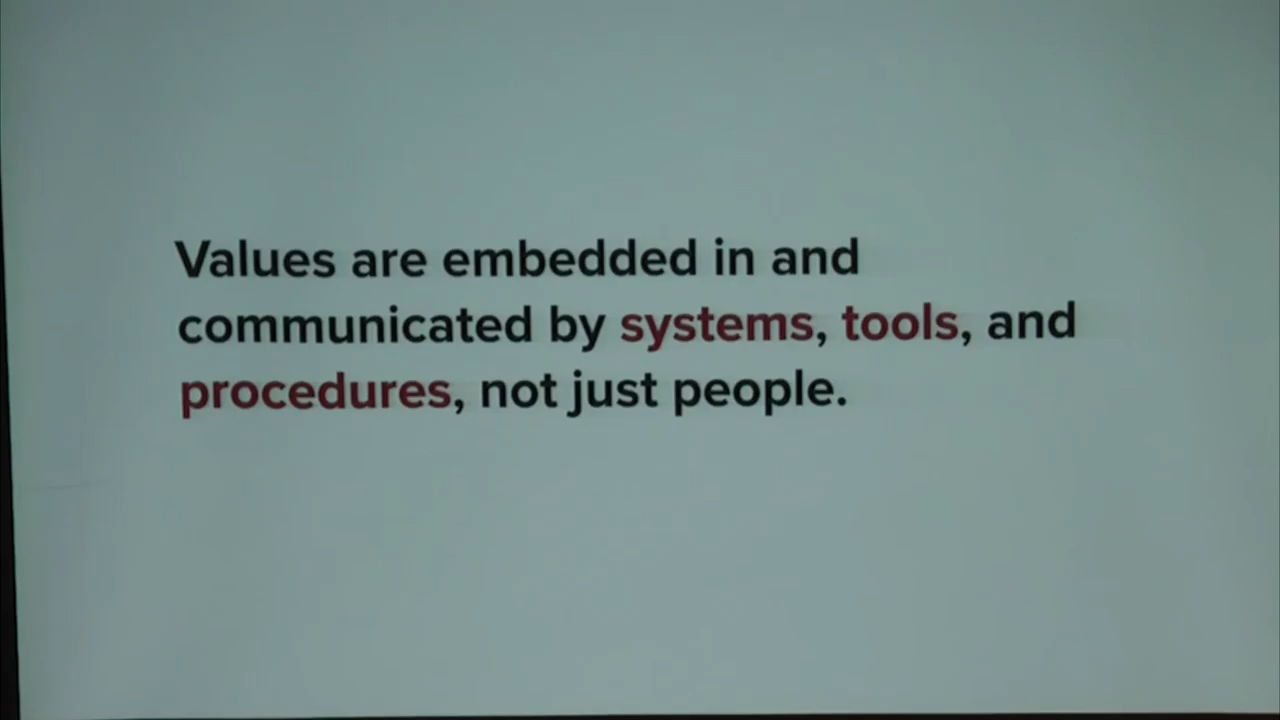 Values are embedded in and
communicated by systems, tools, and
procedures, not just people.